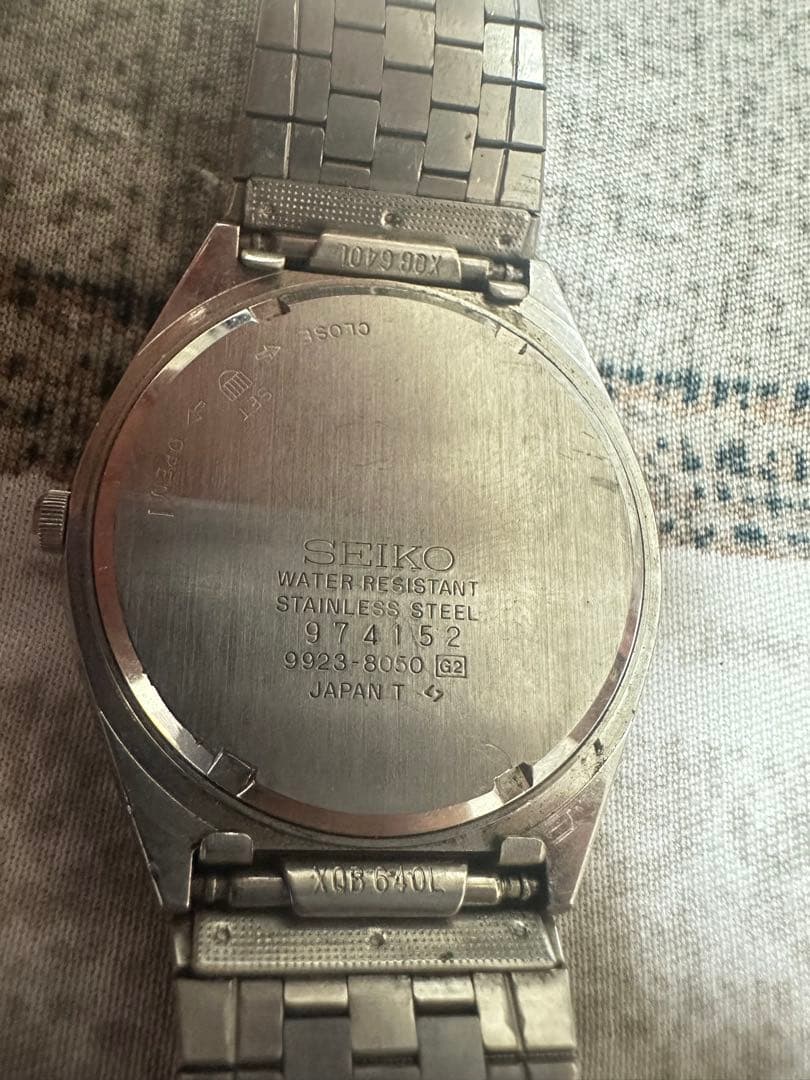 XQB 640L
CLOSE
SET
OPEN
SEIKO
WATER RESISTANT
STAINLESS STEEL
974152
9923-8050 G2
JAPAN T
XQB 640L